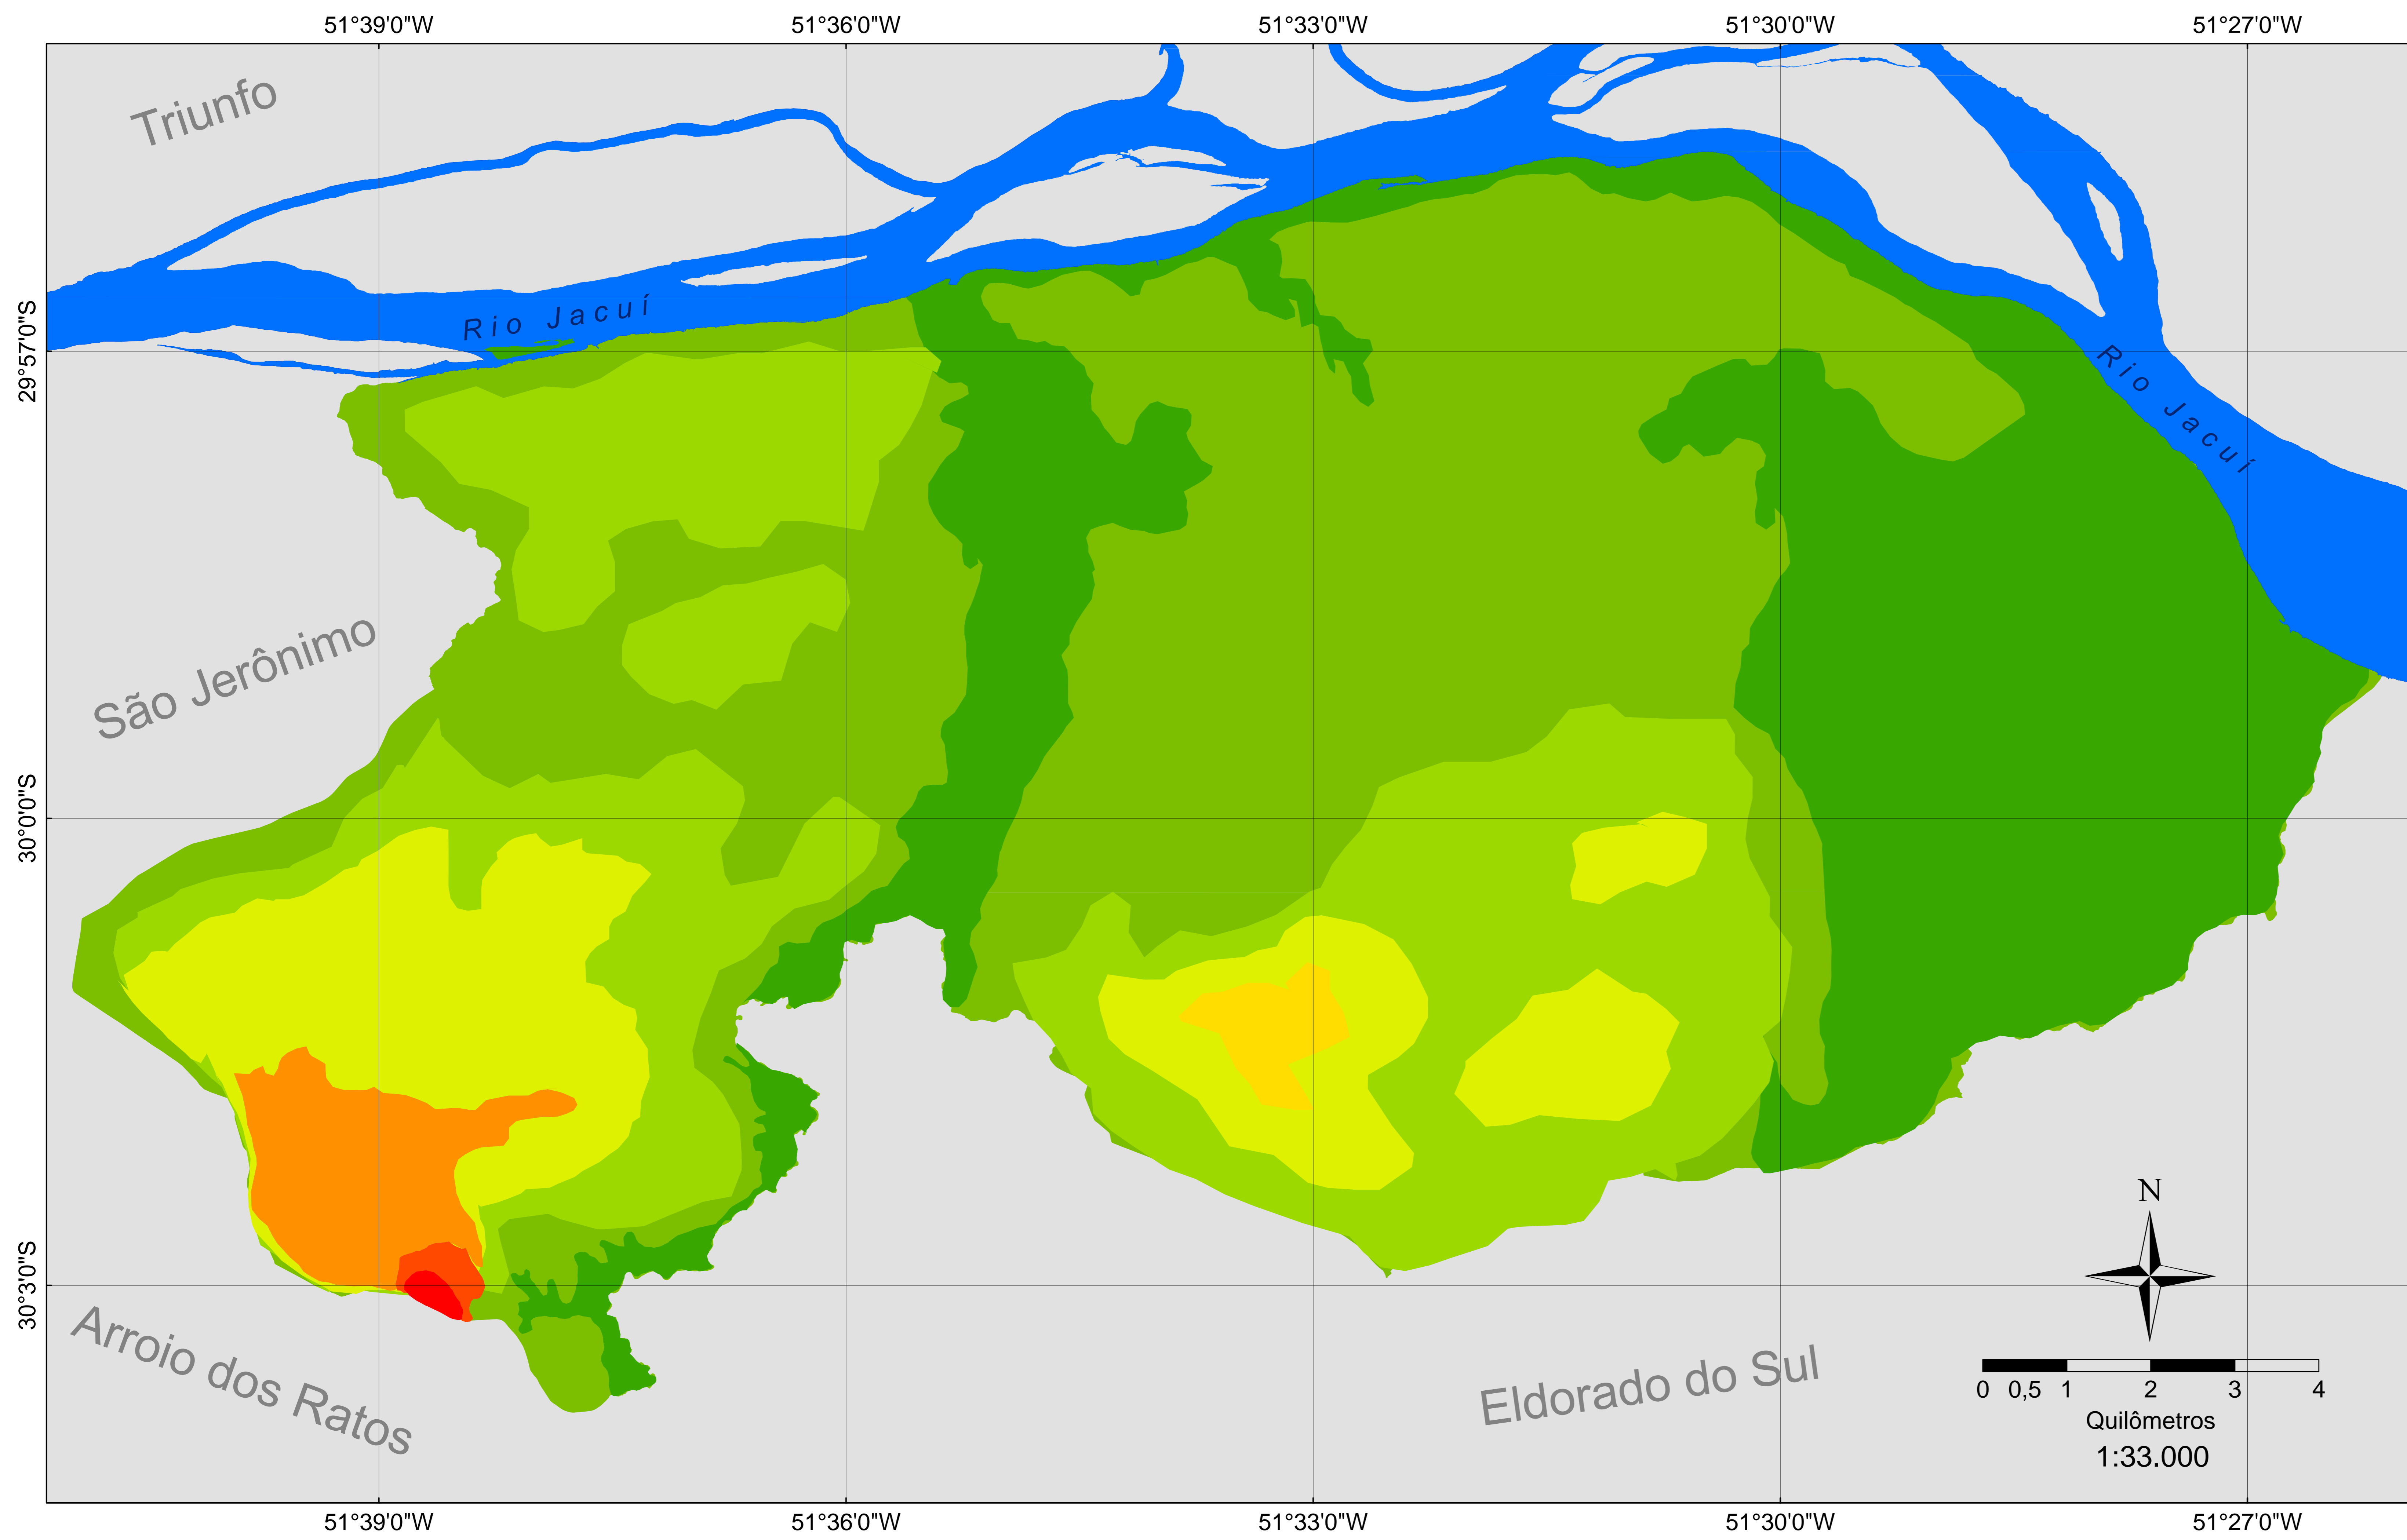 51°39'0"W 51°36'0"W 51°33'0"W 51°30'0"W 51°27'0"W
Triunfo
29°57'0"S
Rio Jacuí
Rio Jacuí
São Jerônimo
30°0'0"S
N
30°3'0"S
Arroio dos Ratos
Eldorado do Sul
0 0,5 1 2 3 4
Quilômetros
1:33.000
51°39'0"W 51°36'0"W 51°33'0"W 51°30'0"W 51°27'0"W